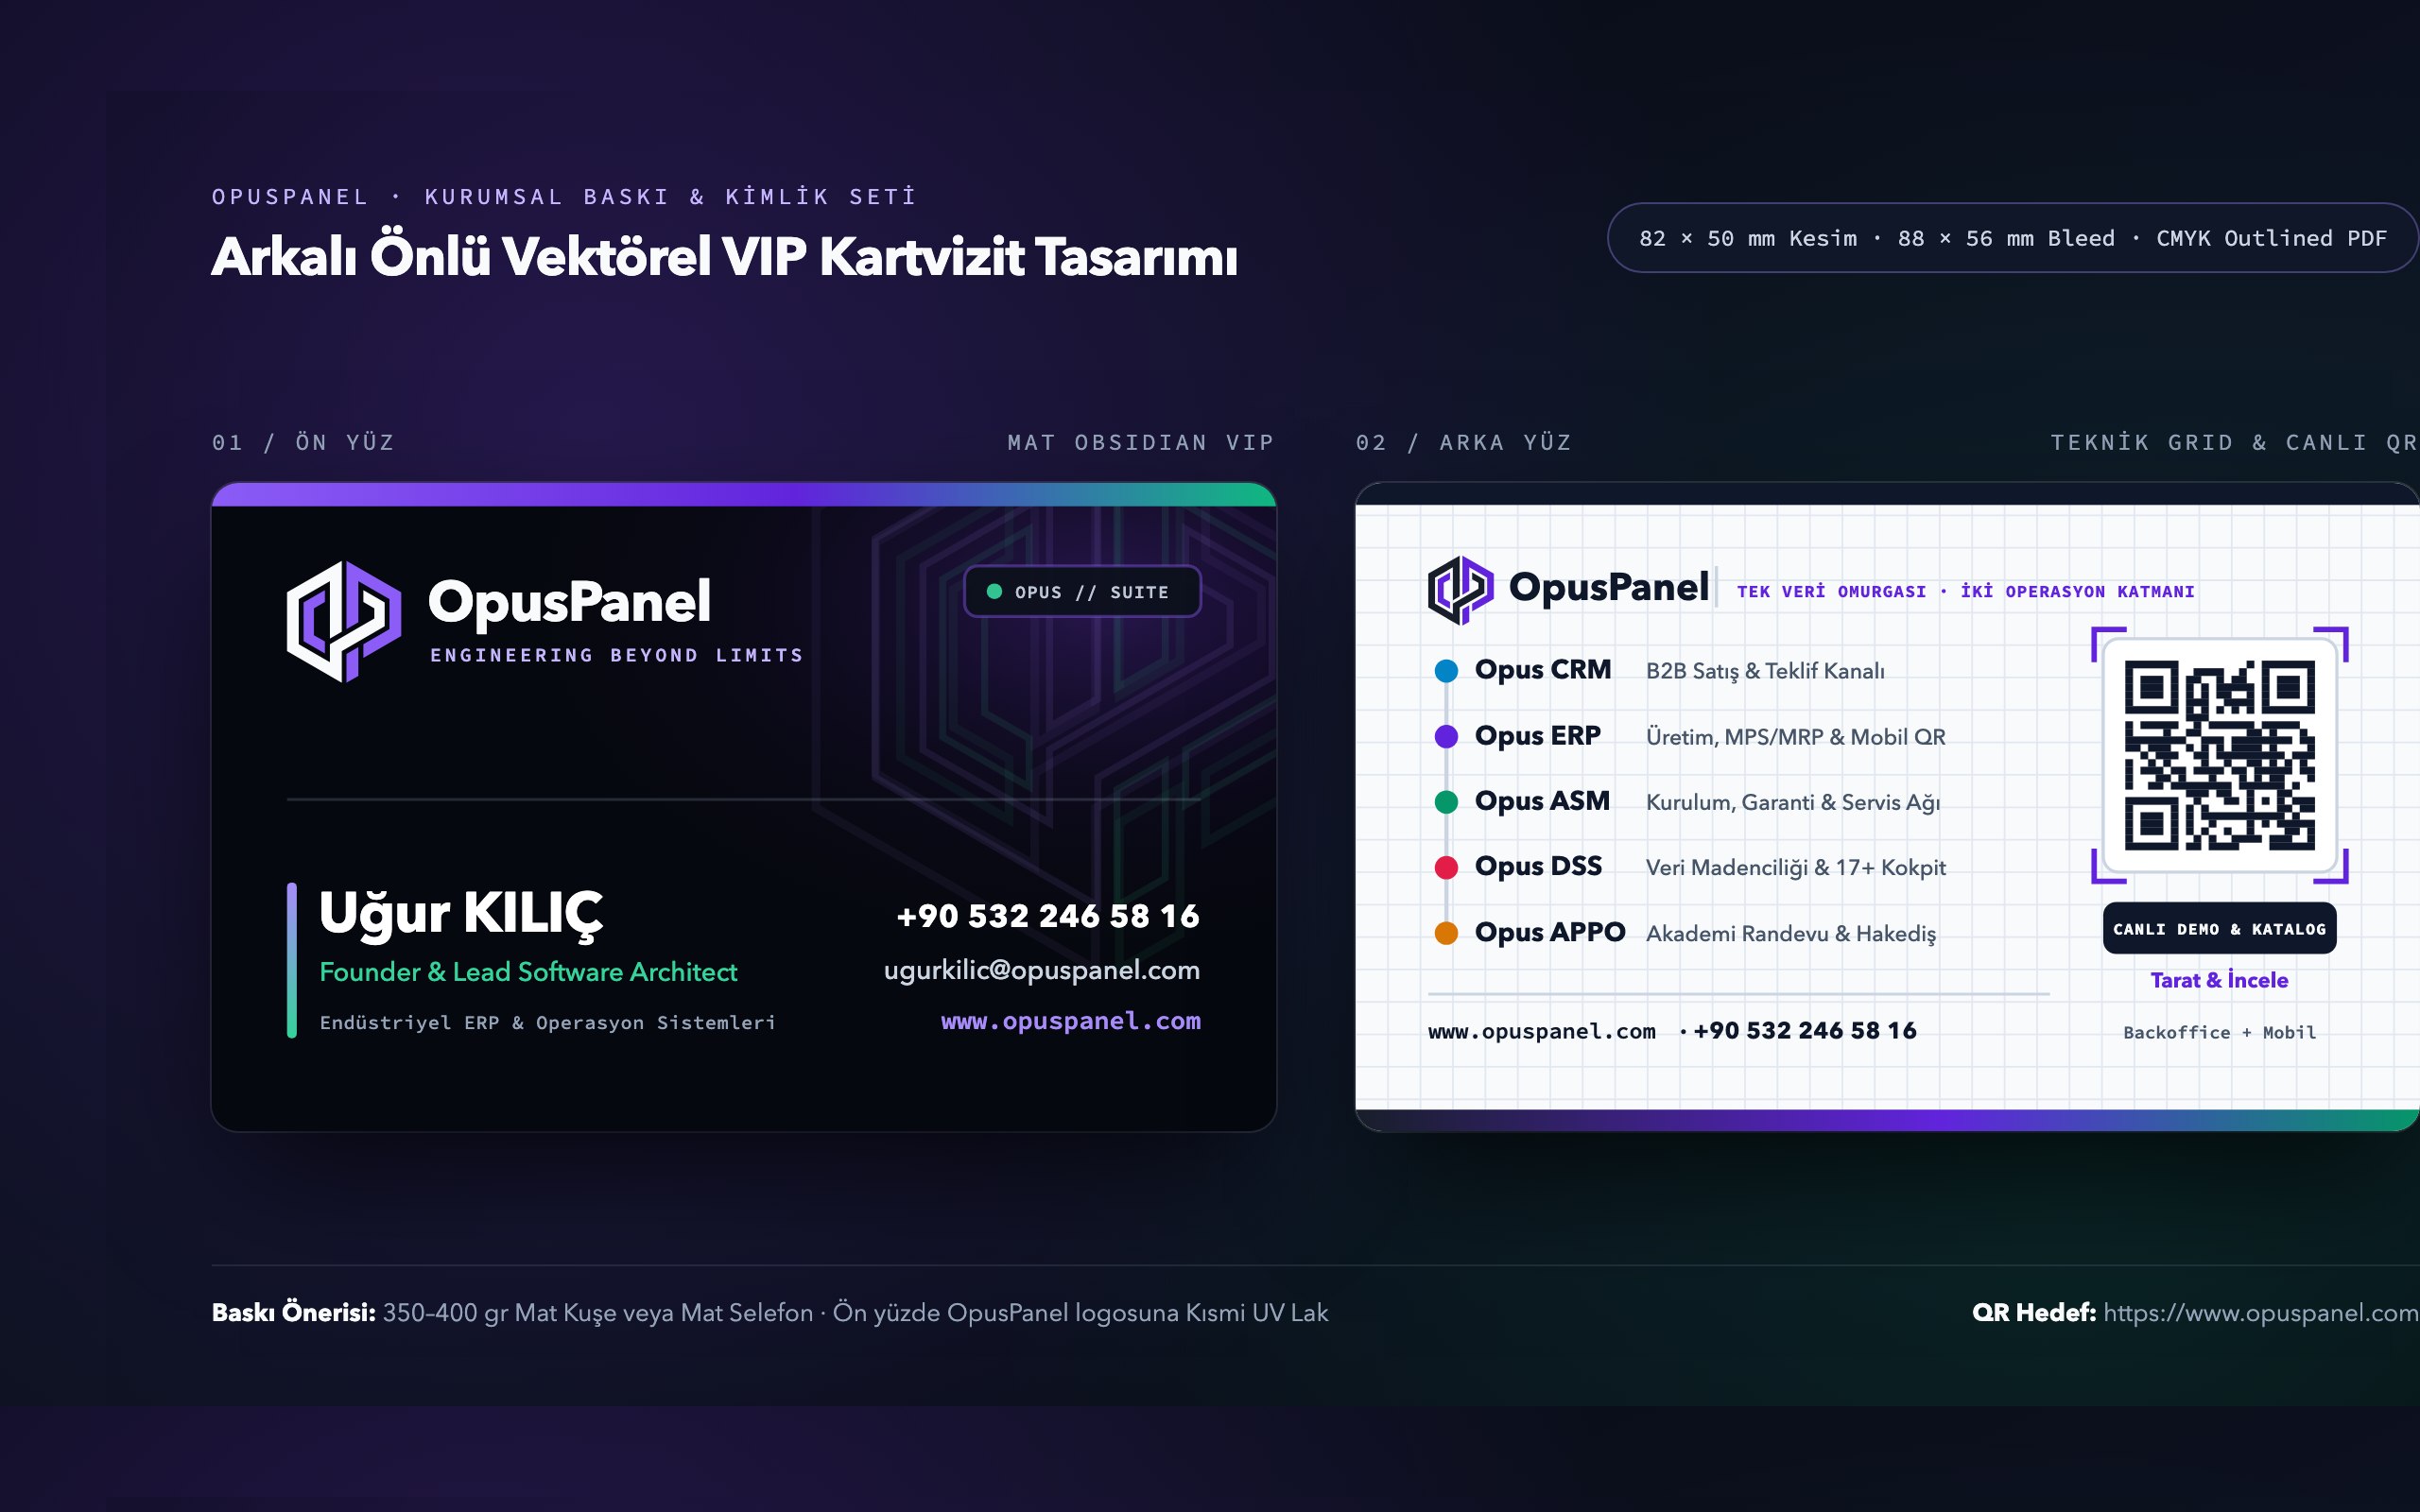 OPUSPANEL · KURUMSAL BASKI & KİMLİK SETİ
Arkalı Önlü Vektörel VIP Kartvizit Tasarımı
82 × 50 mm Kesim · 88 × 56 mm Bleed · CMYK Outlined PDF
01 / ÖN YÜZ
MAT OBSIDIAN VIP
OpusPanel
ENGINEERING BEYOND LIMITS
OPUS // SUITE
Uğur KILIÇ
Founder & Lead Software Architect
Endüstriyel ERP & Operasyon Sistemleri
+90 532 246 58 16
ugurkilic@opuspanel.com
www.opuspanel.com
02 / ARKA YÜZ
TEKNİK GRID & CANLI QR
OpusPanel
TEK VERİ OMURGASI · İKİ OPERASYON KATMANI
Opus CRM B2B Satış & Teklif Kanalı
Opus ERP Üretim, MPS/MRP & Mobil QR
Opus ASM Kurulum, Garanti & Servis Ağı
Opus DSS Veri Madenciliği & 17+ Kokpit
Opus APPO Akademi Randevu & Hakediş
www.opuspanel.com · +90 532 246 58 16
CANLI DEMO & KATALOG
Tarat & İncele
Backoffice + Mobil
Baskı Önerisi: 350–400 gr Mat Kuşe veya Mat Selefon · Ön yüzde OpusPanel logosuna Kısmi UV Lak
QR Hedef: https://www.opuspanel.com